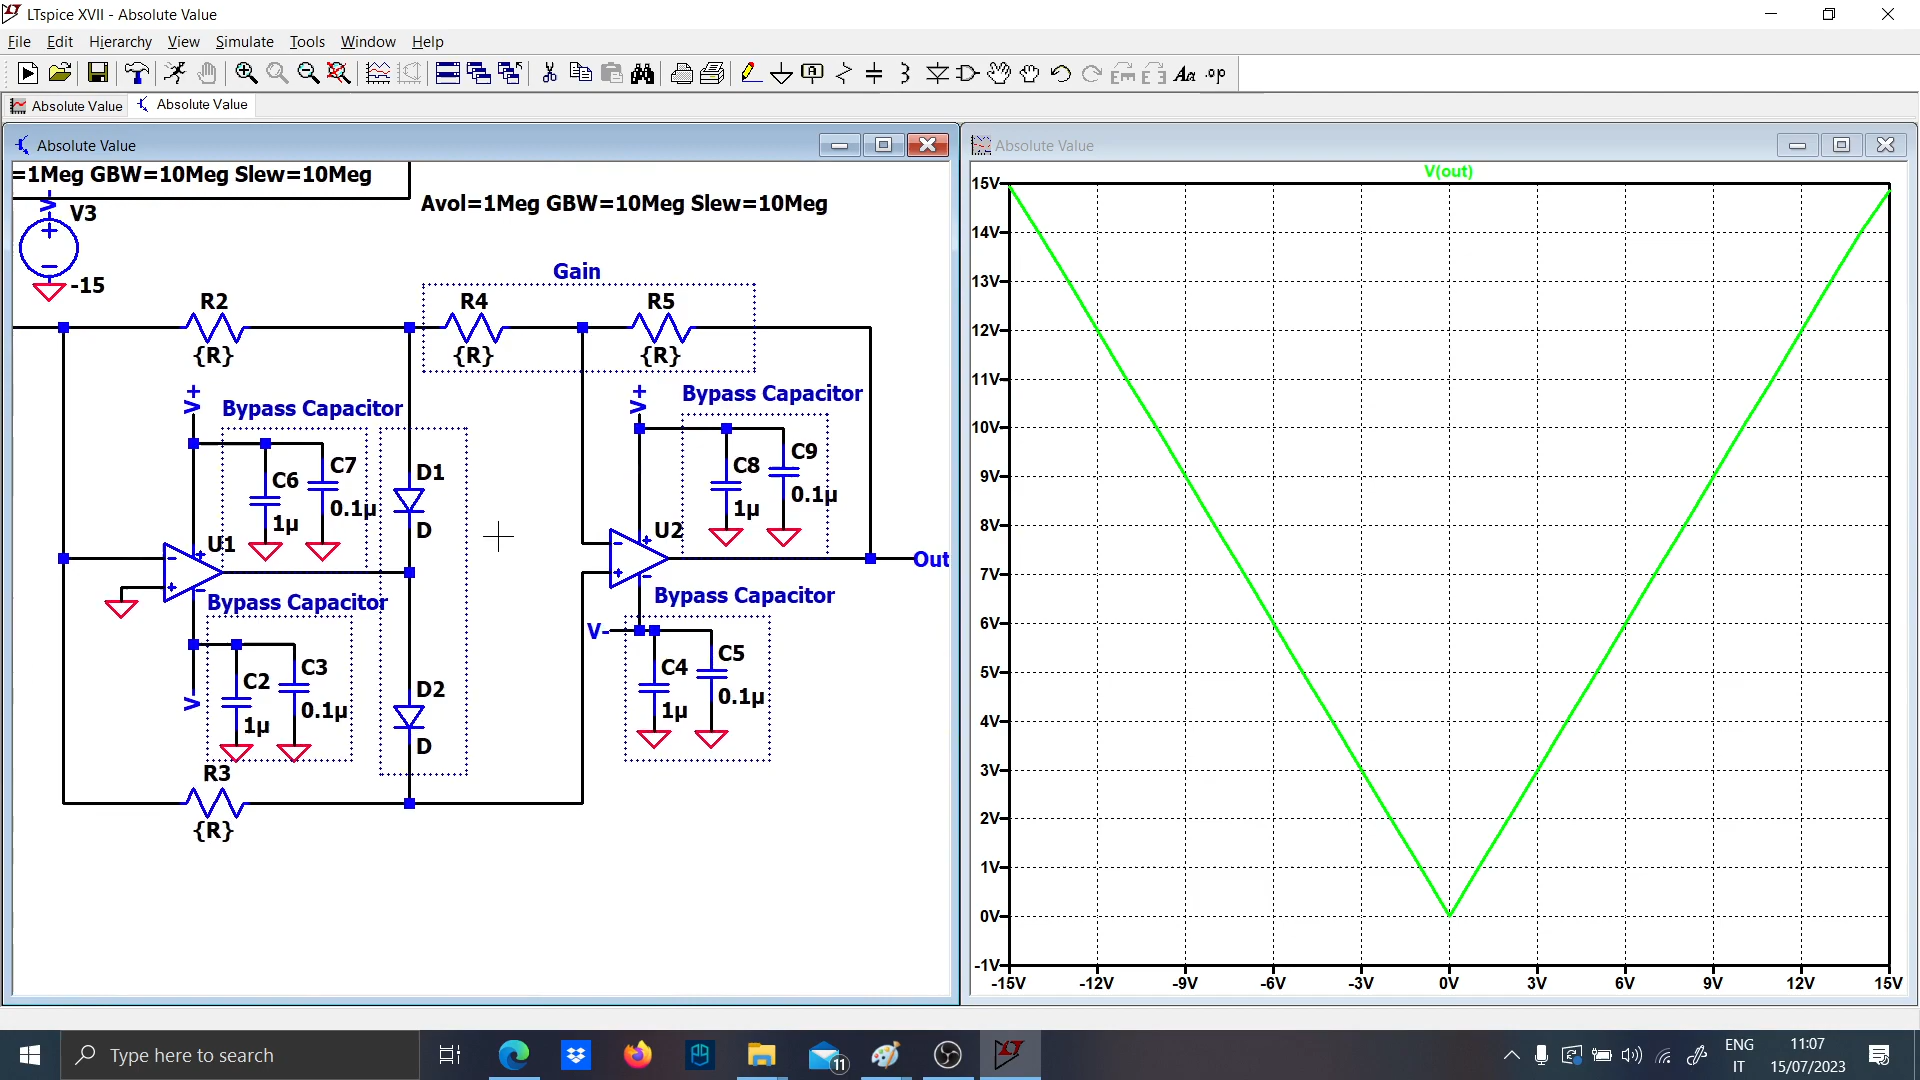 LTspice XVII - Absolute Value
File Edit Hierarchy View Simulate Tools Window Help
Aa .op
Absolute Value Absolute Value
Absolute Value
=1Meg GBW=10Meg Slew=10Meg
V3
-15
Avol=1Meg GBW=10Meg Slew=10Meg
Gain
R2
{R}
R4
{R}
R5
{R}
V+
Bypass Capacitor
C6
1µ
C7
0.1µ
D1
D
U1
Bypass Capacitor
C2
1µ
C3
0.1µ
D2
D
R3
{R}
V+
Bypass Capacitor
C8
1µ
C9
0.1µ
U2
Out
Bypass Capacitor
V-
C4
1µ
C5
0.1µ
Absolute Value
V(out)
15V
14V
13V
12V
11V
10V
9V
8V
7V
6V
5V
4V
3V
2V
1V
0V
-1V
-15V -12V -9V -6V -3V 0V 3V 6V 9V 12V 15V
Type here to search
11
ENG
IT
11:07
15/07/2023